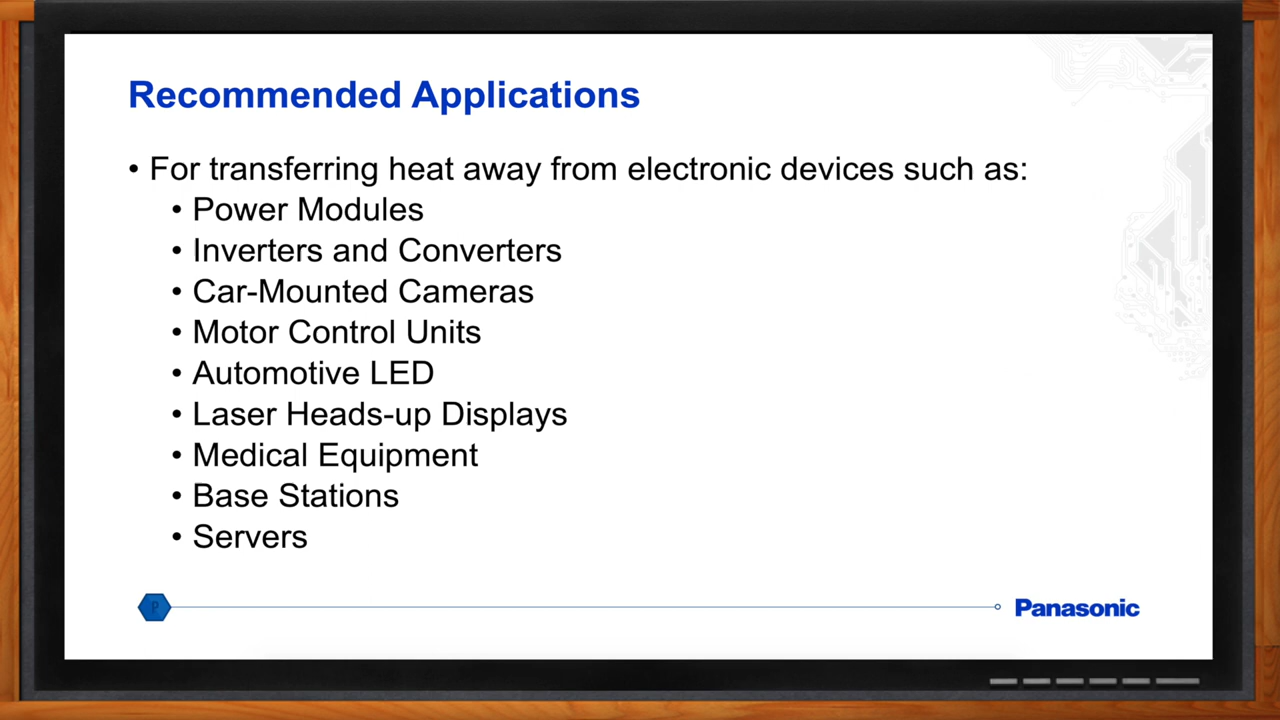 Recommended Applications
• For transferring heat away from electronic devices such as:
• Power Modules
• Inverters and Converters
• Car-Mounted Cameras
• Motor Control Units
• Automotive LED
• Laser Heads-up Displays
• Medical Equipment
• Base Stations
• Servers
P
Panasonic